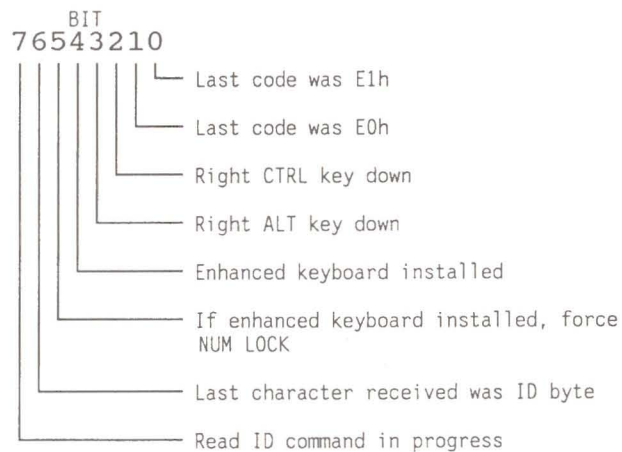 BIT
76543210
Last code was E1h
Last code was E0h
Right CTRL key down
Right ALT key down
Enhanced keyboard installed
If enhanced keyboard installed, force
NUM LOCK
Last character received was ID byte
Read ID command in progress